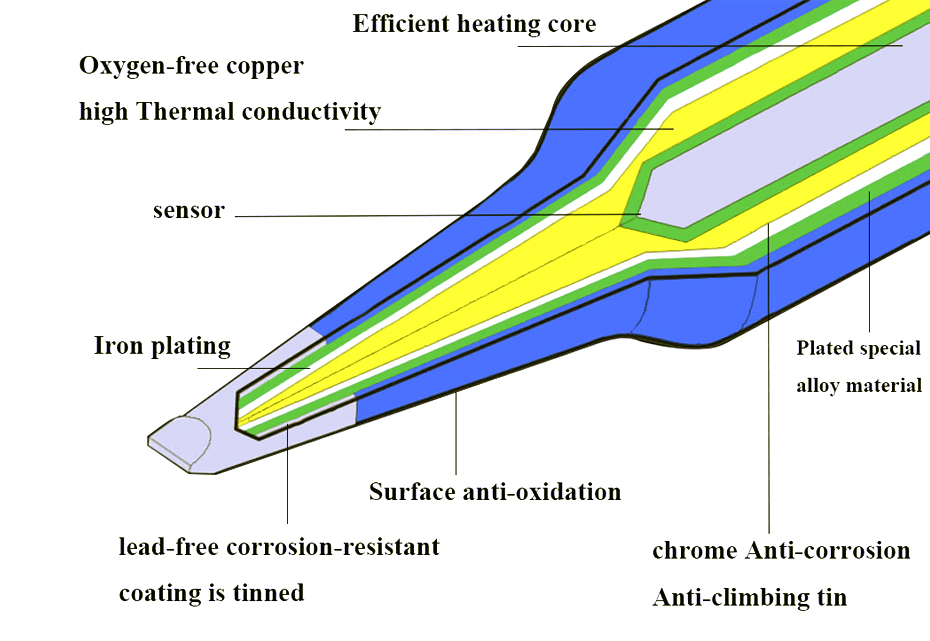 Efficient heating core
Oxygen-free copper
high Thermal conductivity
sensor
Iron plating
Plated special
alloy material
Surface anti-oxidation
lead-free corrosion-resistant
coating is tinned
chrome Anti-corrosion
Anti-climbing tin